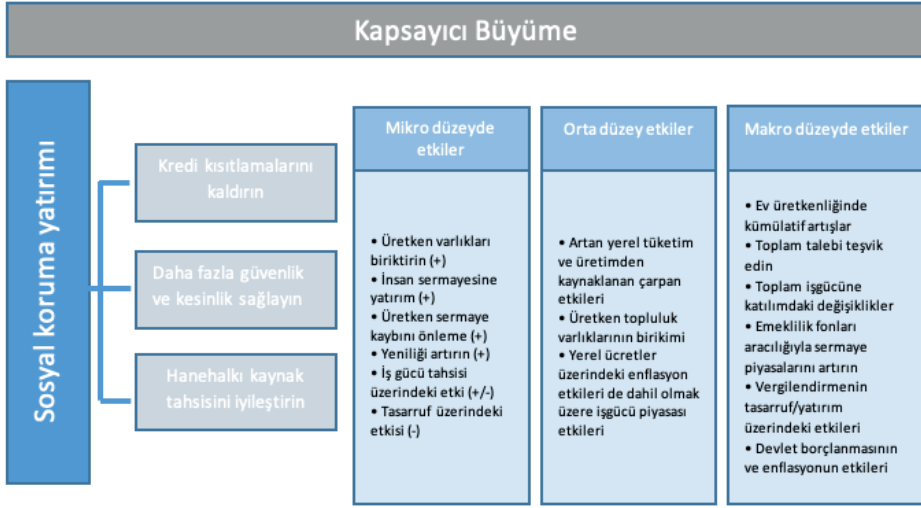 Kapsayıcı Büyüme
Sosyal koruma yatırımı
Kredi kısıtlamalarını
kaldırın
Daha fazla güvenlik
ve kesinlik sağlayın
Hanehalkı kaynak
tahsisini iyileştirin
Mikro düzeyde
etkiler
• Üretken varlıkları
biriktirin (+)
• İnsan sermayesine
yatırım (+)
• Üretken sermaye
kaybını önleme (+)
• Yeniliği artırın (+)
• İş gücü tahsisi
üzerindeki etki (+/-)
• Tasarruf üzerindeki
etkisi (-)
Orta düzey etkiler
• Artan yerel tüketim
ve üretimden
kaynaklanan çarpan
etkileri
• Üretken topluluk
varlıklarının birikimi
• Yerel ücretler
üzerindeki enflasyon
etkileri de dahil olmak
üzere işgücü piyasası
etkileri
Makro düzeyde etkiler
• Ev üretkenliğinde
kümülatif artışlar
• Toplam talebi teşvik
edin
• Toplam işgücüne
katılımdaki değişiklikler
• Emeklilik fonları
aracılığıyla sermaye
piyasalarını artırın
• Vergilendirmenin
tasarruf/yatırım
üzerindeki etkileri
• Devlet borçlanmasının
ve enflasyonun etkileri